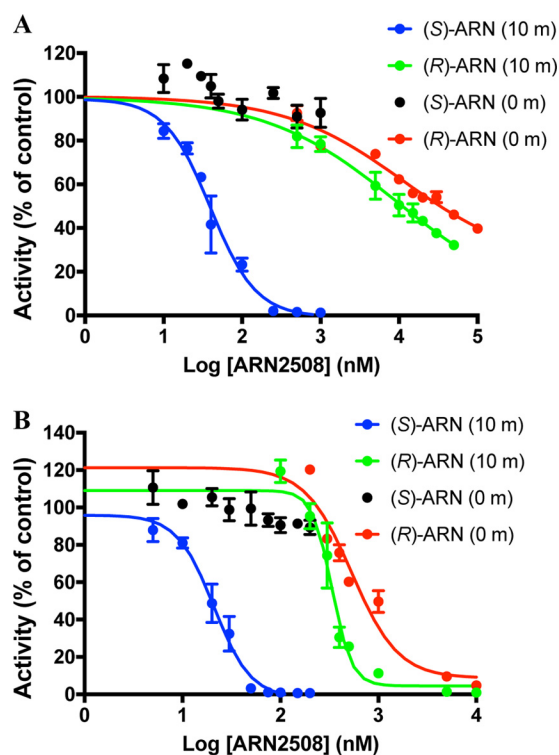 A
(S)-ARN (10 m)
(R)-ARN (10 m)
(S)-ARN (0 m)
(R)-ARN (0 m)
Activity (% of control)
120
100
80
60
40
20
0
0 1 2 3 4 5
Log [ARN2508] (nM)
B
(S)-ARN (10 m)
(R)-ARN (10 m)
(S)-ARN (0 m)
(R)-ARN (0 m)
Activity (% of control)
140
120
100
80
60
40
20
0
0 1 2 3 4
Log [ARN2508] (nM)